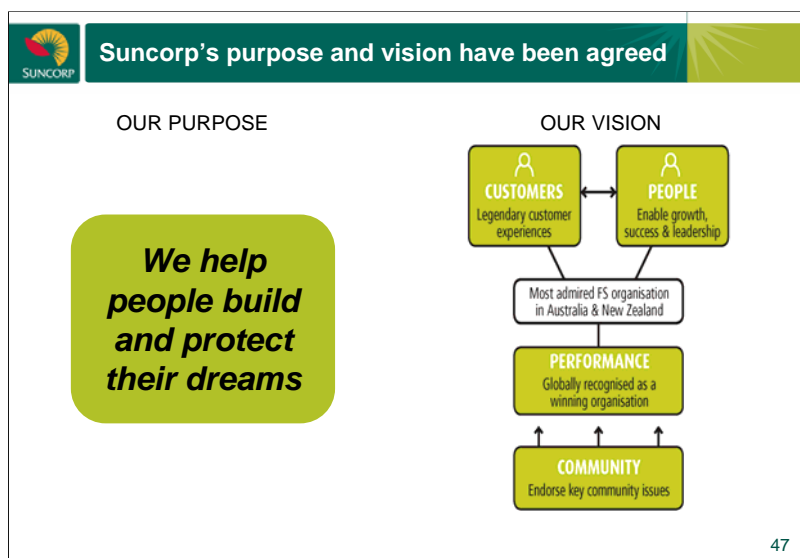 SUNCORP
Suncorp's purpose and vision have been agreed
OUR PURPOSE
We help
people build
and protect
their dreams
OUR VISION
CUSTOMERS
Legendary customer
experiences
PEOPLE
Enable growth,
success & leadership
Most admired FS organisation
in Australia & New Zealand
PERFORMANCE
Globally recognised as a
winning organisation
COMMUNITY
Endorse key community issues
47